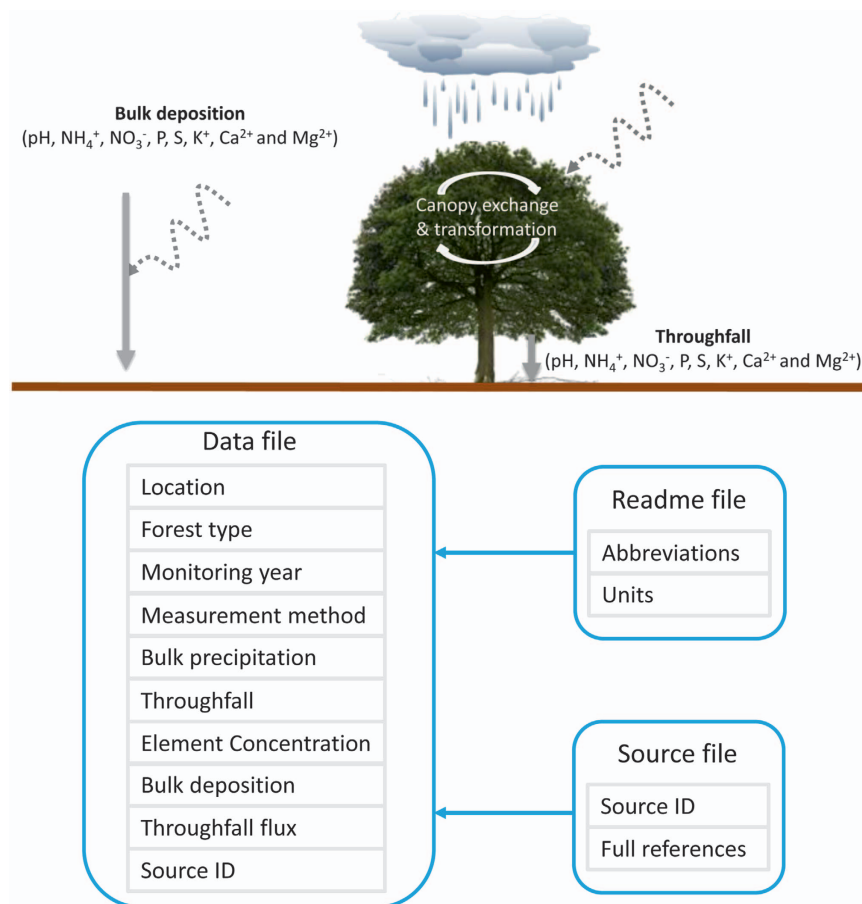 Bulk deposition
(pH, NH₄⁺, NO₃⁻, P, S, K⁺, Ca²⁺ and Mg²⁺)
Canopy exchange
& transformation
Throughfall
(pH, NH₄⁺, NO₃⁻, P, S, K⁺, Ca²⁺ and Mg²⁺)
Data file
Location
Forest type
Monitoring year
Measurement method
Bulk precipitation
Throughfall
Element Concentration
Bulk deposition
Throughfall flux
Source ID
Readme file
Abbreviations
Units
Source file
Source ID
Full references